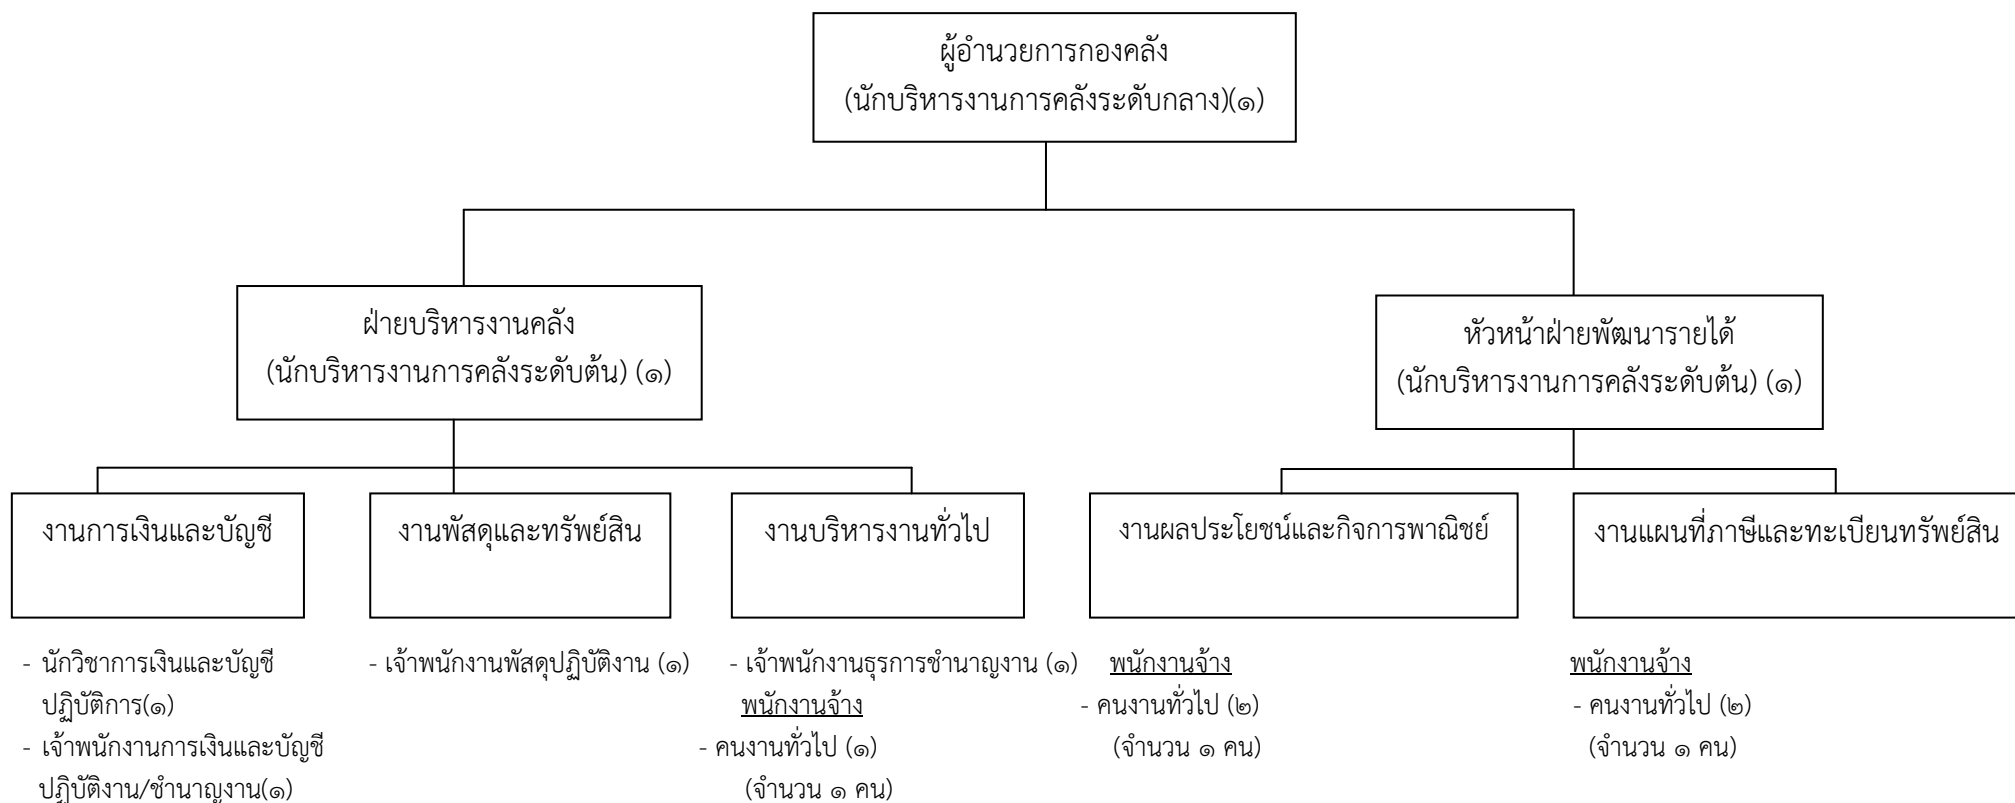 ผู้อำนวยการกองคลัง
(นักบริหารงานการคลังระดับกลาง)(๑)
ฝ่ายบริหารงานคลัง
(นักบริหารงานการคลังระดับต้น) (๑)
หัวหน้าฝ่ายพัฒนารายได้
(นักบริหารงานการคลังระดับต้น) (๑)
งานการเงินและบัญชี
งานพัสดุและทรัพย์สิน
งานบริหารงานทั่วไป
งานผลประโยชน์และกิจการพาณิชย์
งานแผนที่ภาษีและทะเบียนทรัพย์สิน
- นักวิชาการเงินและบัญชี
ปฏิบัติการ(๑)
- เจ้าพนักงานการเงินและบัญชี
ปฏิบัติงาน/ชำนาญงาน(๑)
- เจ้าพนักงานพัสดุปฏิบัติงาน (๑)
- เจ้าพนักงานธุรการชำนาญงาน (๑)
พนักงานจ้าง
- คนงานทั่วไป (๑)
(จำนวน ๑ คน)
พนักงานจ้าง
- คนงานทั่วไป (๒)
(จำนวน ๑ คน)
พนักงานจ้าง
- คนงานทั่วไป (๒)
(จำนวน ๑ คน)